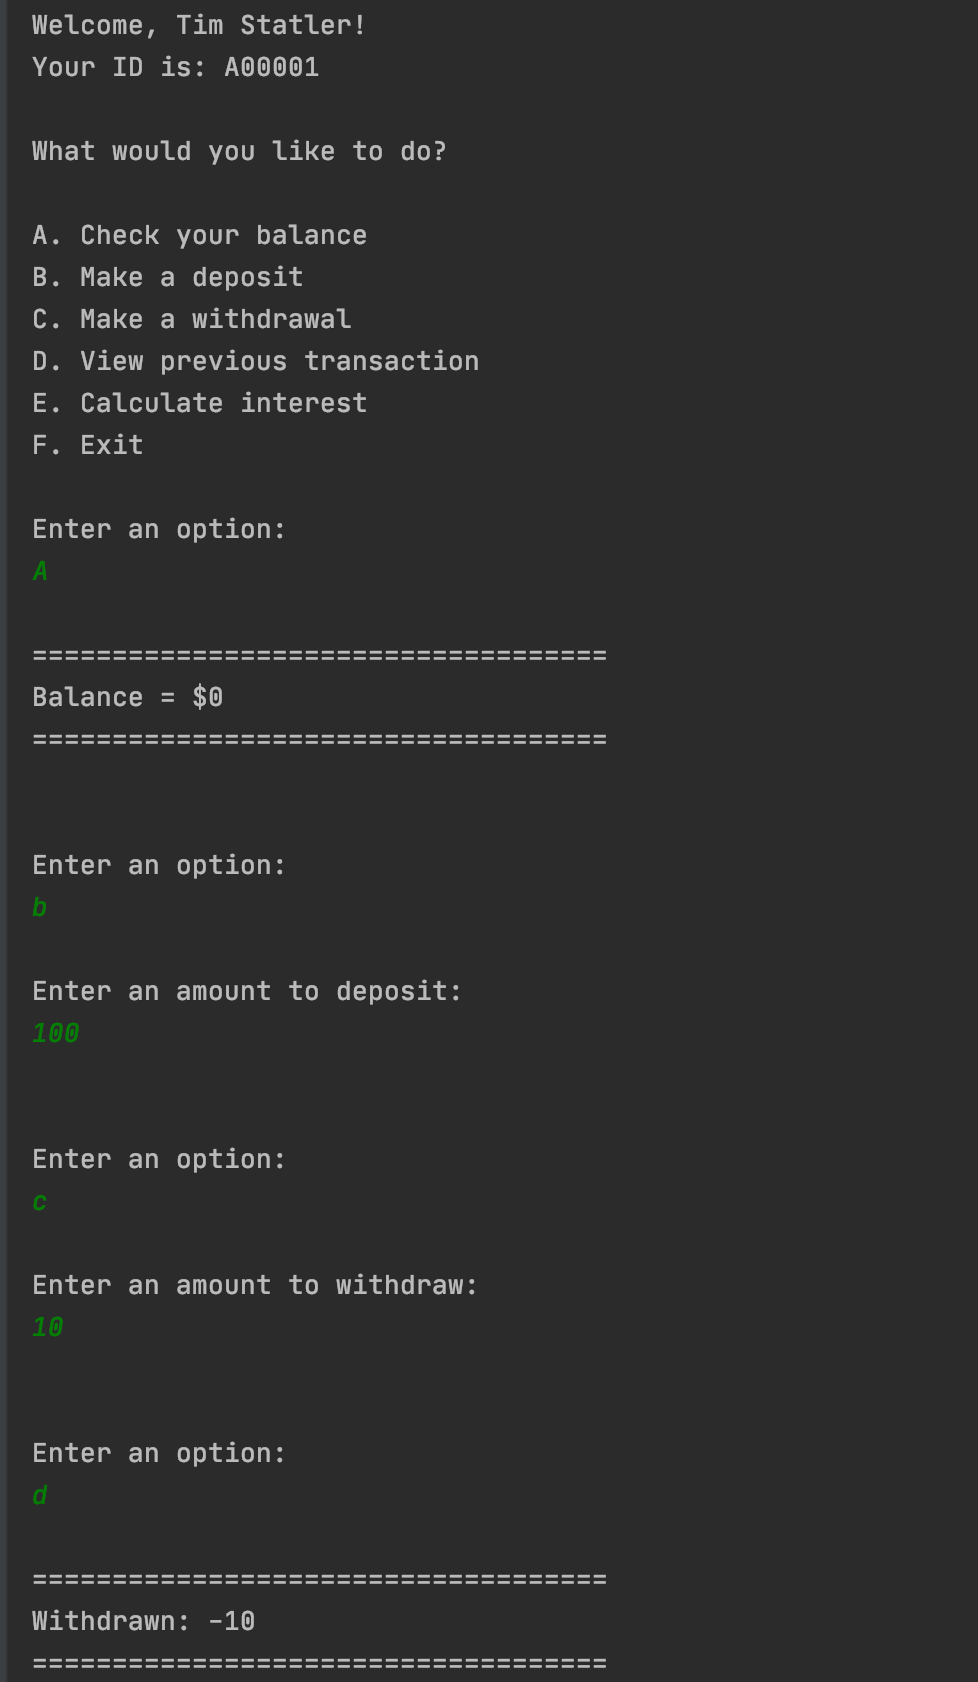 Welcome, Tim Statler!
Your ID is: A00001
What would you like to do?
A. Check your balance
B. Make a deposit
C. Make a withdrawal
D. View previous transaction
E. Calculate interest
F. Exit
Enter an option:
A
====================================
Balance = $0
====================================
Enter an option:
b
Enter an amount to deposit:
100
Enter an option:
c
Enter an amount to withdraw:
10
Enter an option:
d
====================================
Withdrawn: -10
====================================